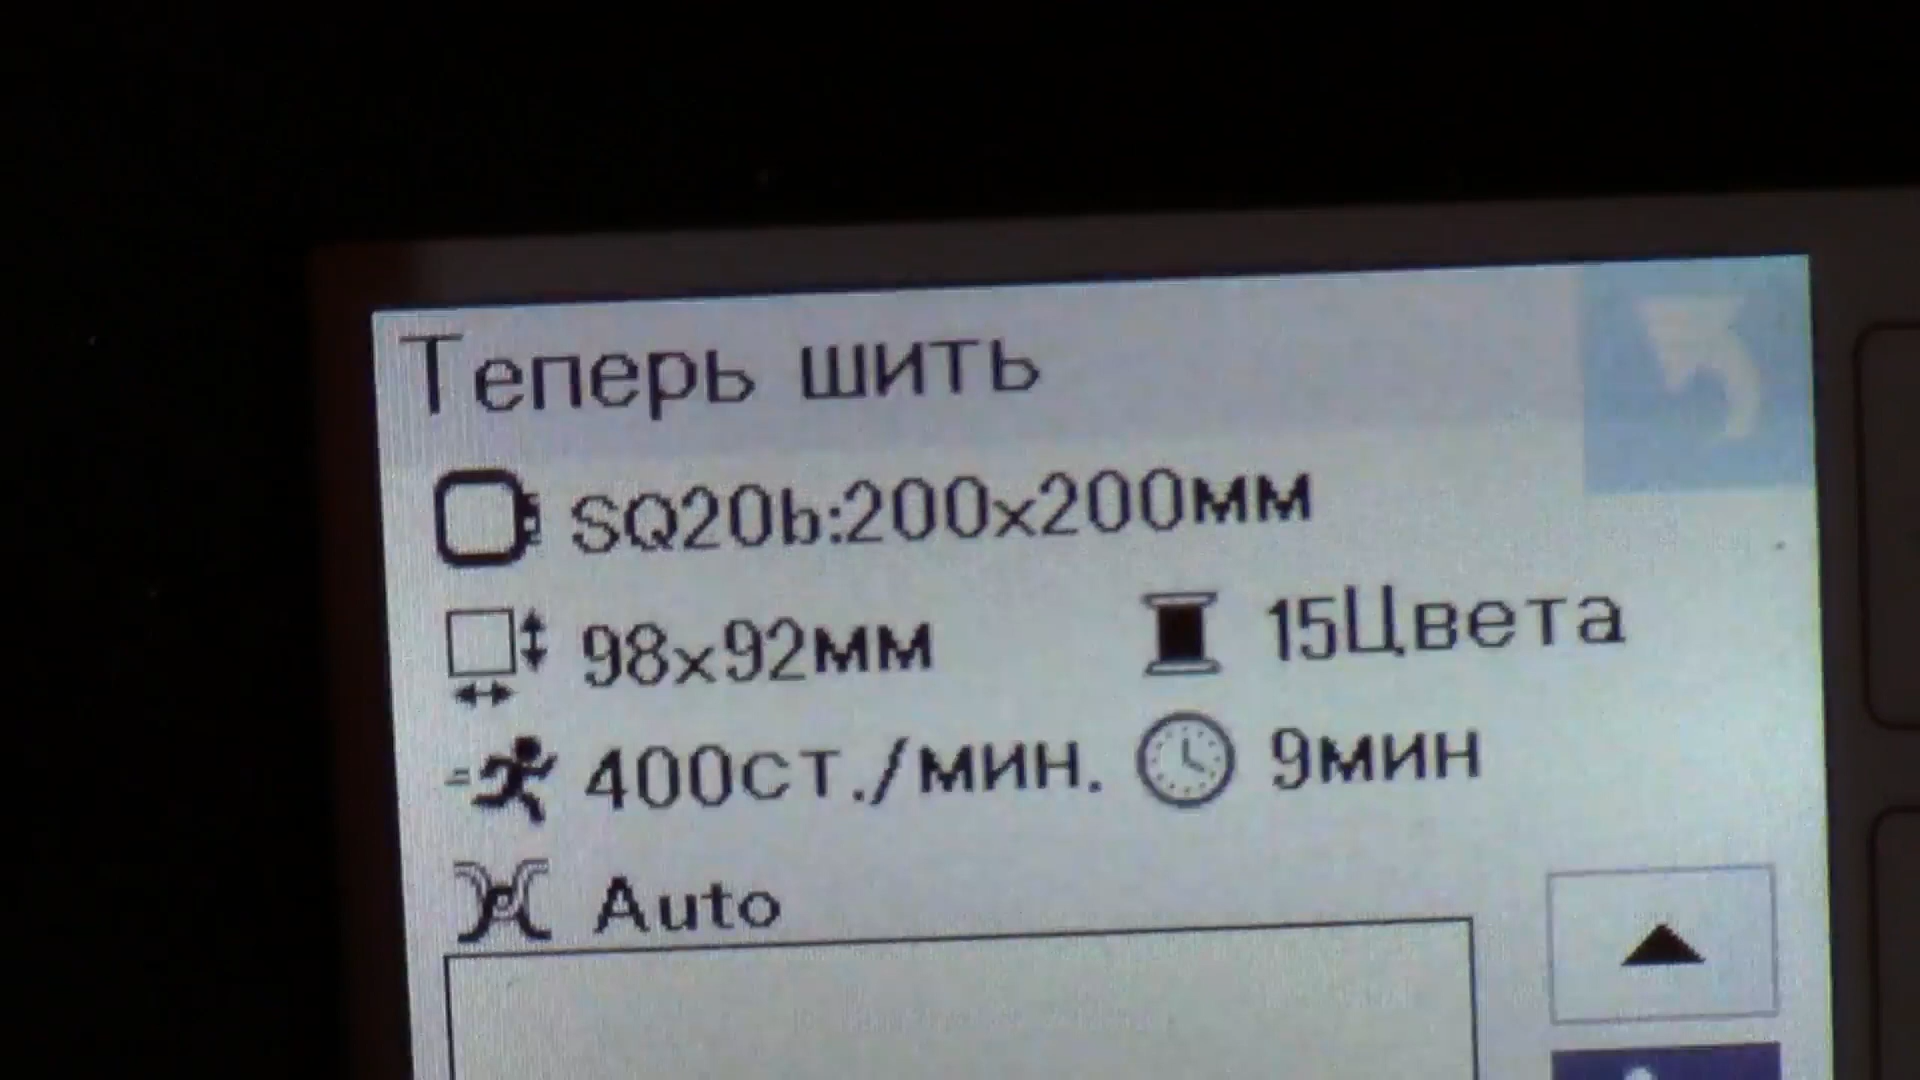 Теперь шить
SQ20b:200x200мм
98x92мм 15Цвета
400ст./мин. 9мин
Auto